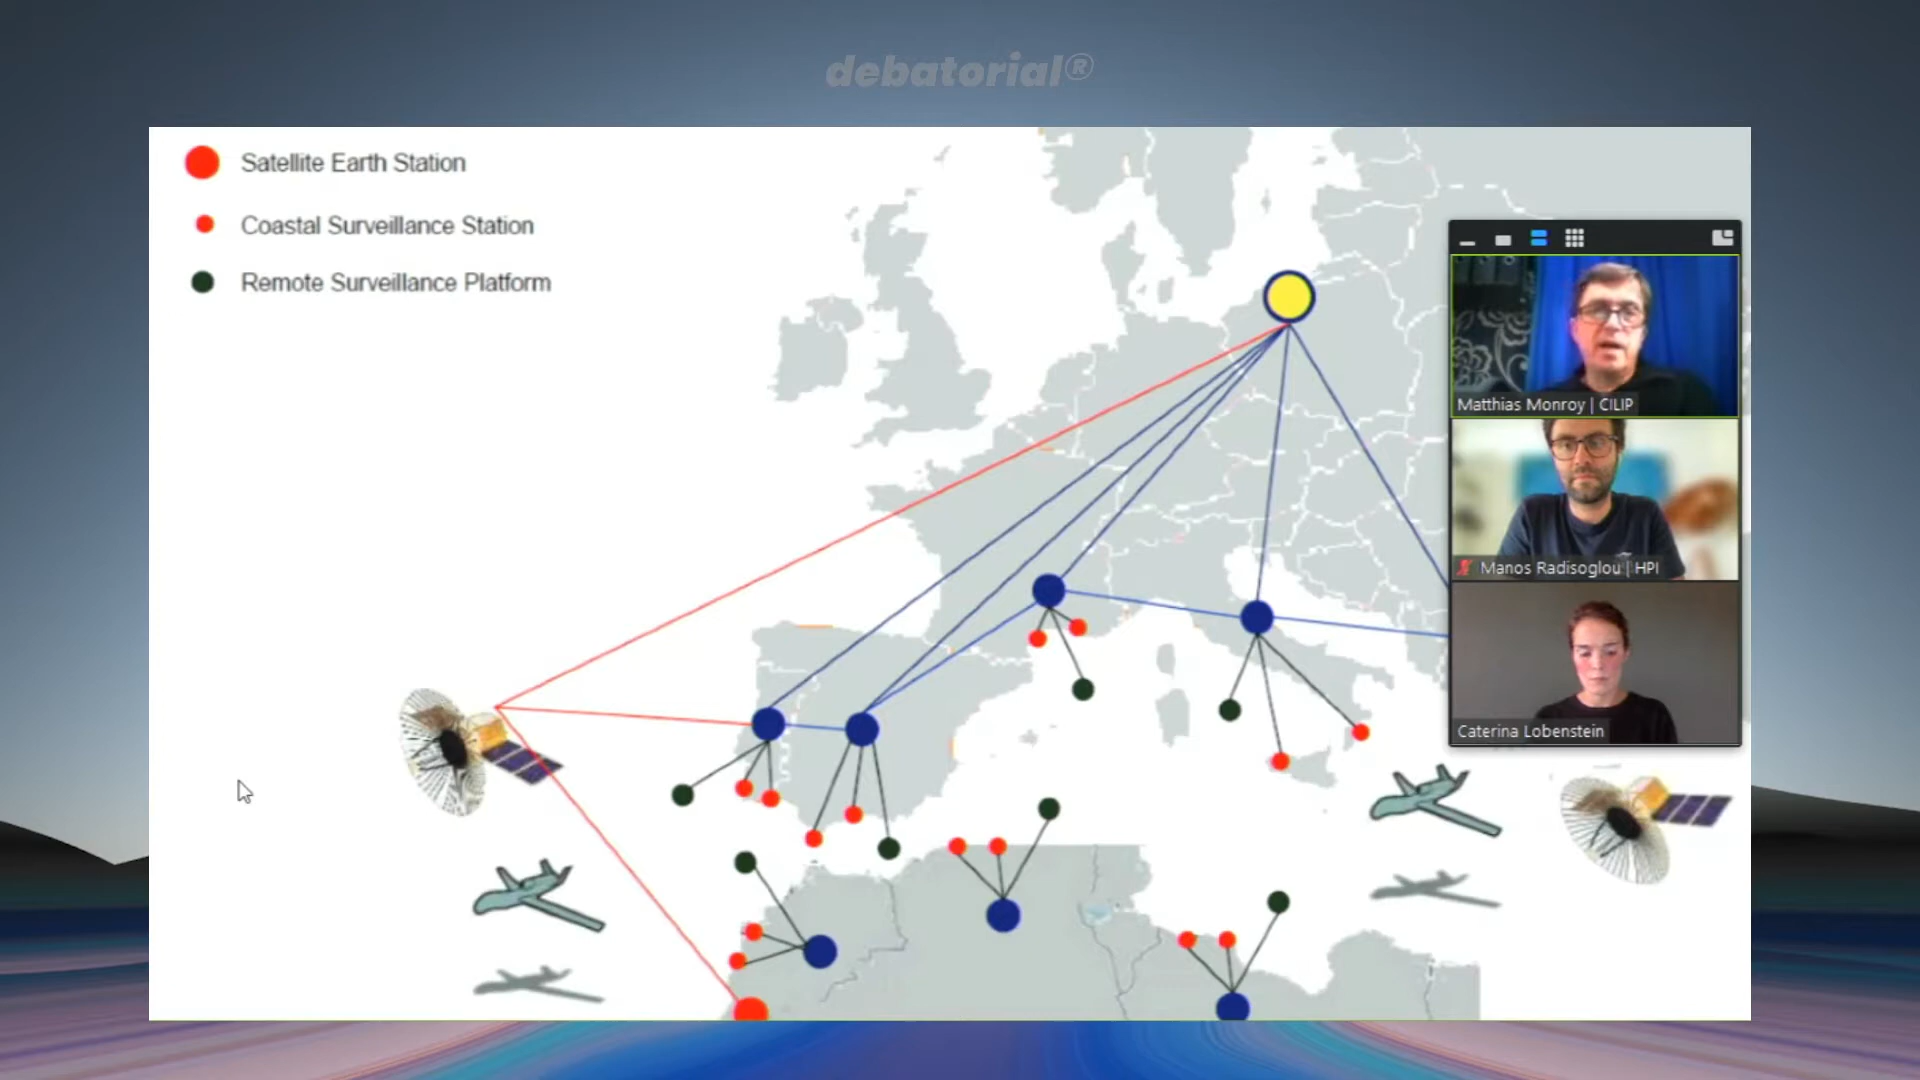 debatorial®
Satellite Earth Station
Coastal Surveillance Station
Remote Surveillance Platform
Matthias Monroy | CILIP
Manos Radisoglou | HPI
Caterina Lobenstein